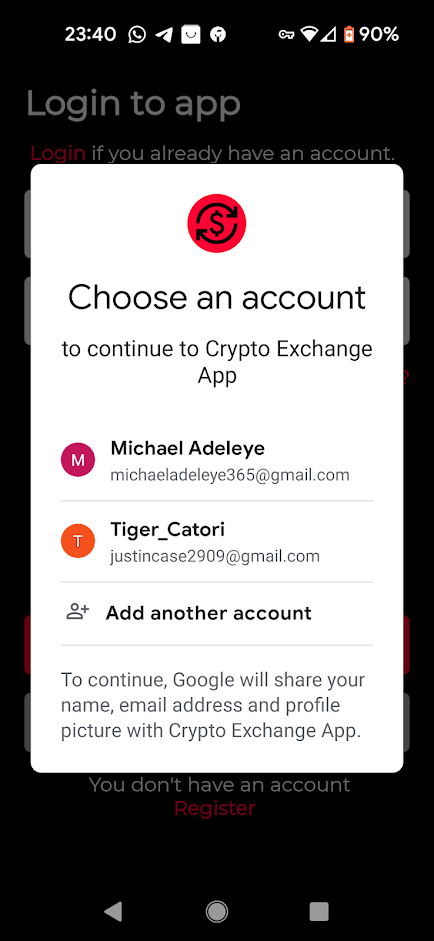 23:40
90%
Login to app
Login if you already have an account.
$
Choose an account
to continue to Crypto Exchange
App
?
M
Michael Adeleye
michaeladeleye365@gmail.com
T
Tiger_Catori
justincase2909@gmail.com
Add another account
To continue, Google will share your
name, email address and profile
picture with Crypto Exchange App.
You don't have an account
Register